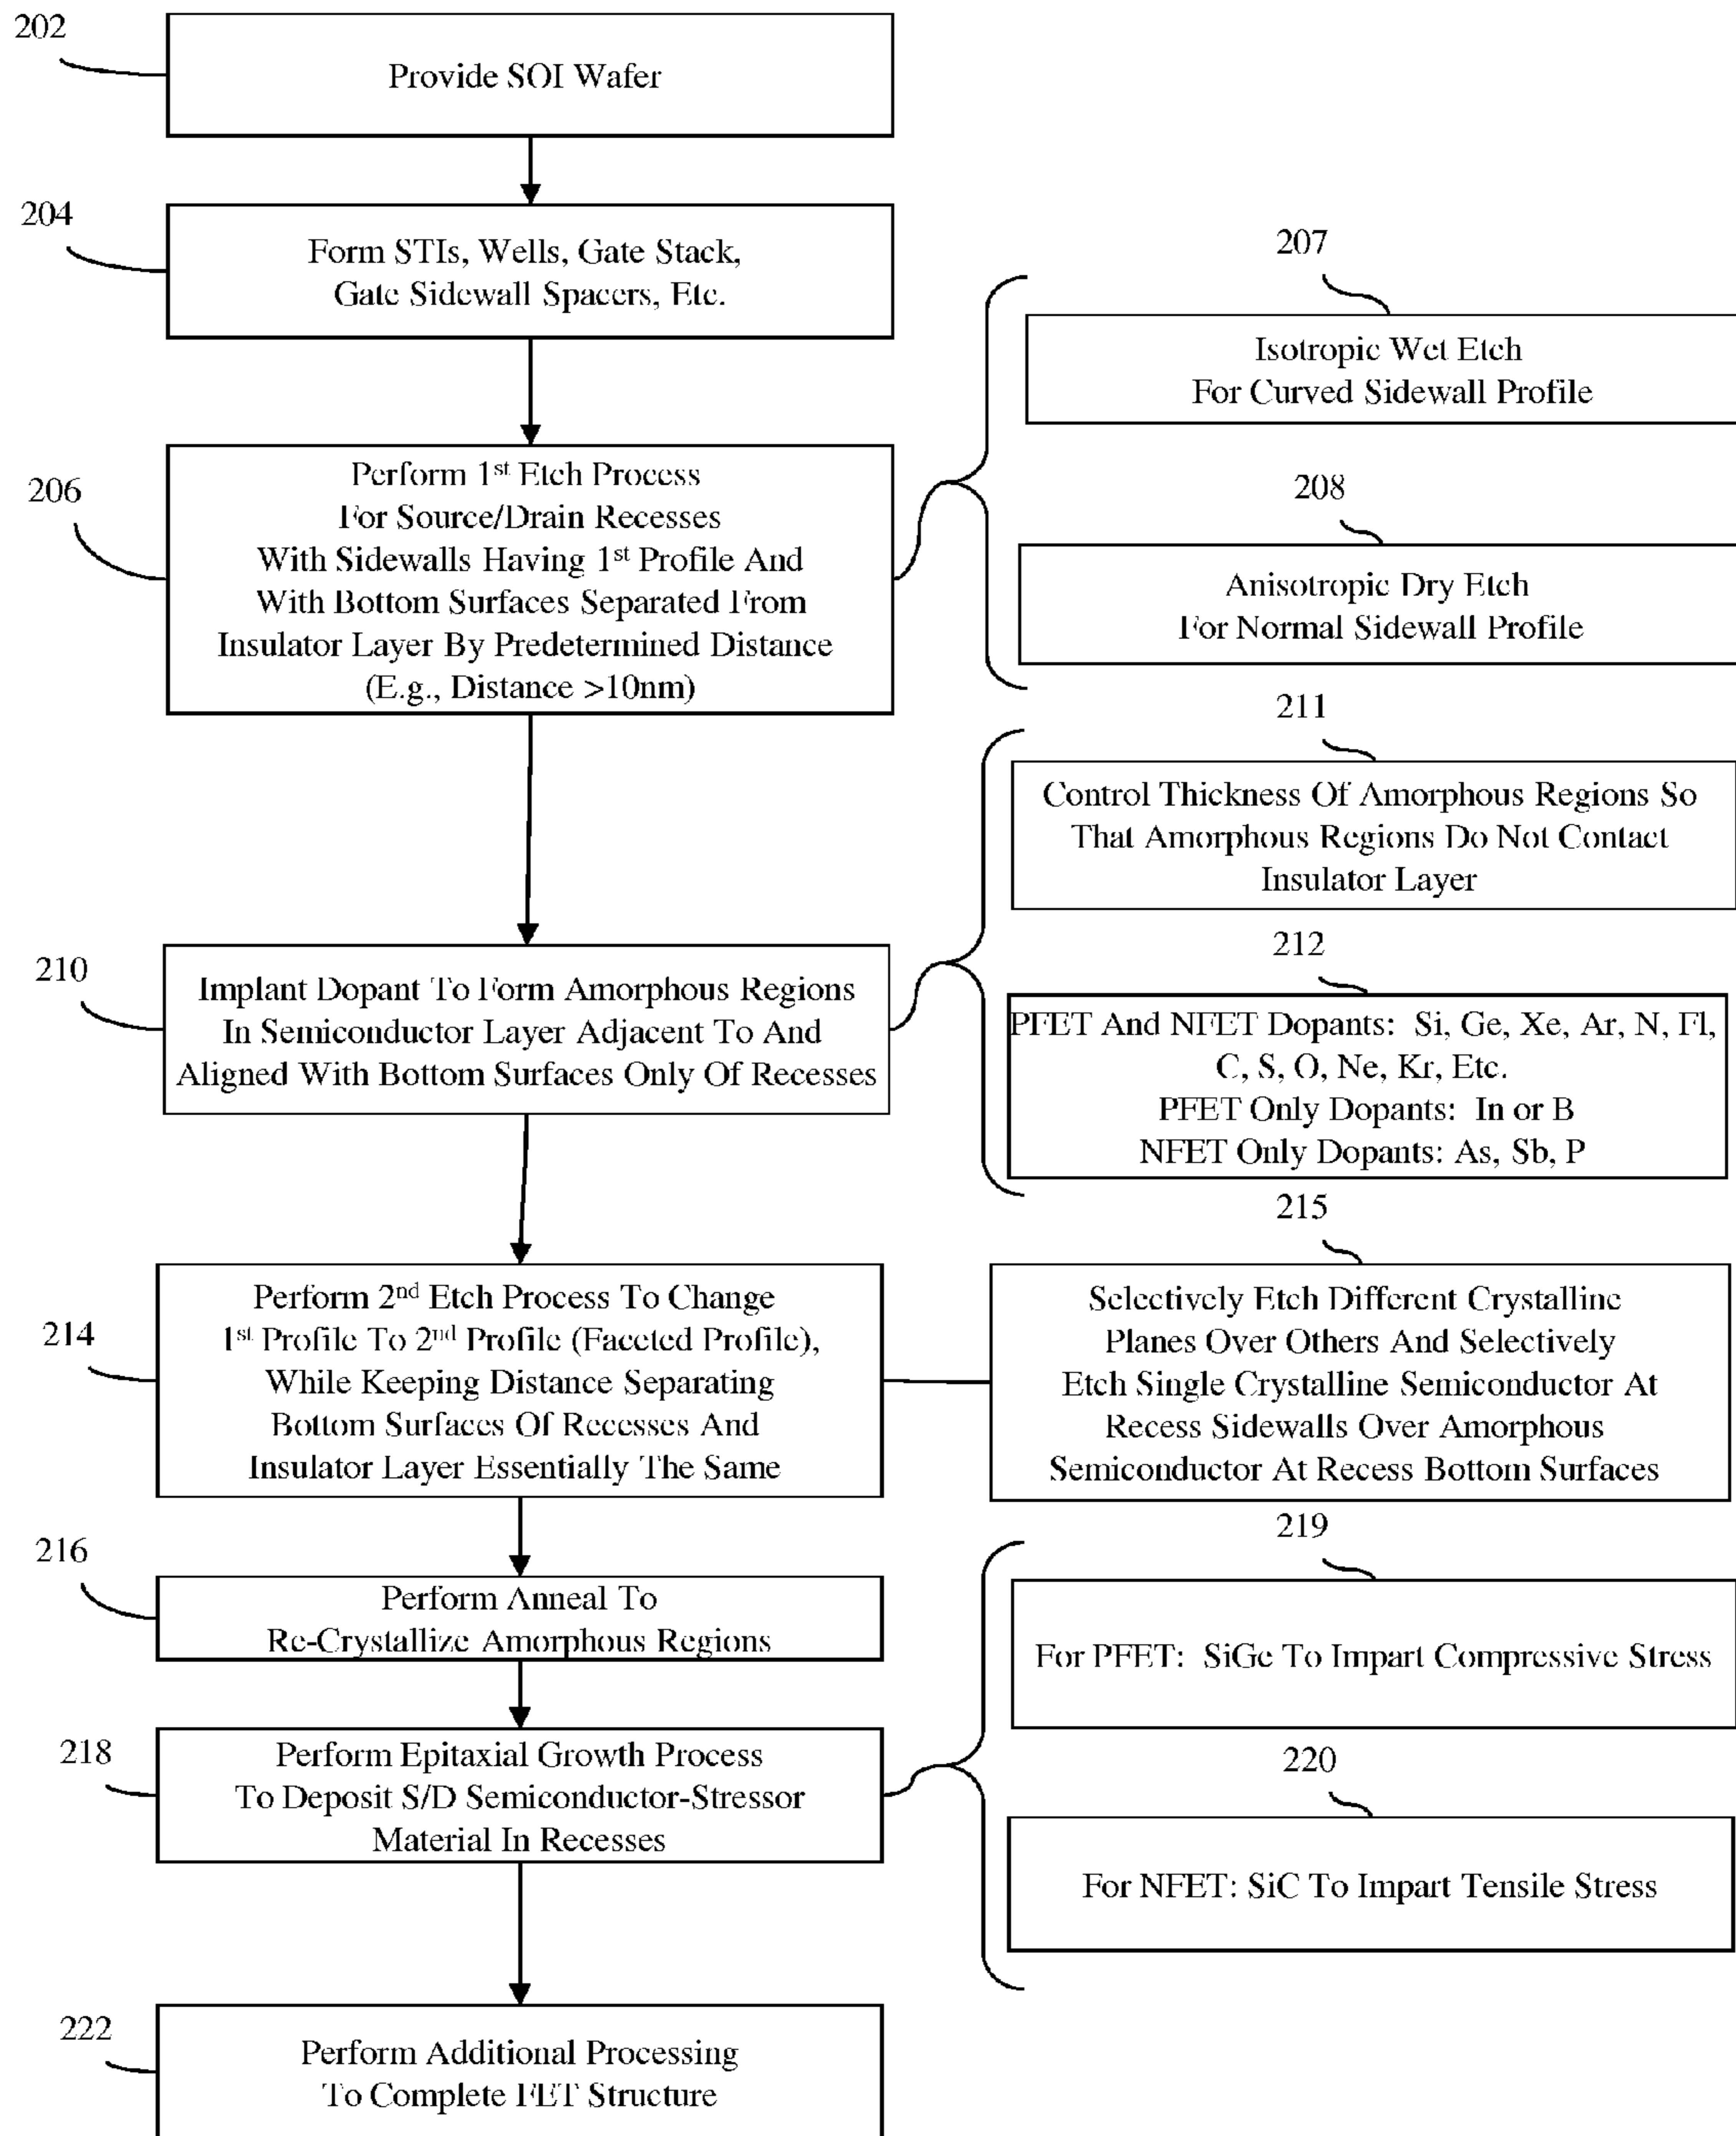 202
Provide SOI Wafer
204
Form STIs, Wells, Gate Stack,
Gate Sidewall Spacers, Etc.
206
Perform 1st Etch Process
For Source/Drain Recesses
With Sidewalls Having 1st Profile And
With Bottom Surfaces Separated From
Insulator Layer By Predetermined Distance
(E.g., Distance >10nm)
207
Isotropic Wet Etch
For Curved Sidewall Profile
208
Anisotropic Dry Etch
For Normal Sidewall Profile
210
Implant Dopant To Form Amorphous Regions
In Semiconductor Layer Adjacent To And
Aligned With Bottom Surfaces Only Of Recesses
211
Control Thickness Of Amorphous Regions So
That Amorphous Regions Do Not Contact
Insulator Layer
212
PFET And NFET Dopants: Si, Ge, Xe, Ar, N, Fl,
C, S, O, Ne, Kr, Etc.
PFET Only Dopants: In or B
NFET Only Dopants: As, Sb, P
214
Perform 2nd Etch Process To Change
1st Profile To 2nd Profile (Faceted Profile),
While Keeping Distance Separating
Bottom Surfaces Of Recesses And
Insulator Layer Essentially The Same
215
Selectively Etch Different Crystalline
Planes Over Others And Selectively
Etch Single Crystalline Semiconductor At
Recess Sidewalls Over Amorphous
Semiconductor At Recess Bottom Surfaces
216
Perform Anneal To
Re-Crystallize Amorphous Regions
218
Perform Epitaxial Growth Process
To Deposit S/D Semiconductor-Stressor
Material In Recesses
219
For PFET: SiGe To Impart Compressive Stress
220
For NFET: SiC To Impart Tensile Stress
222
Perform Additional Processing
To Complete FET Structure